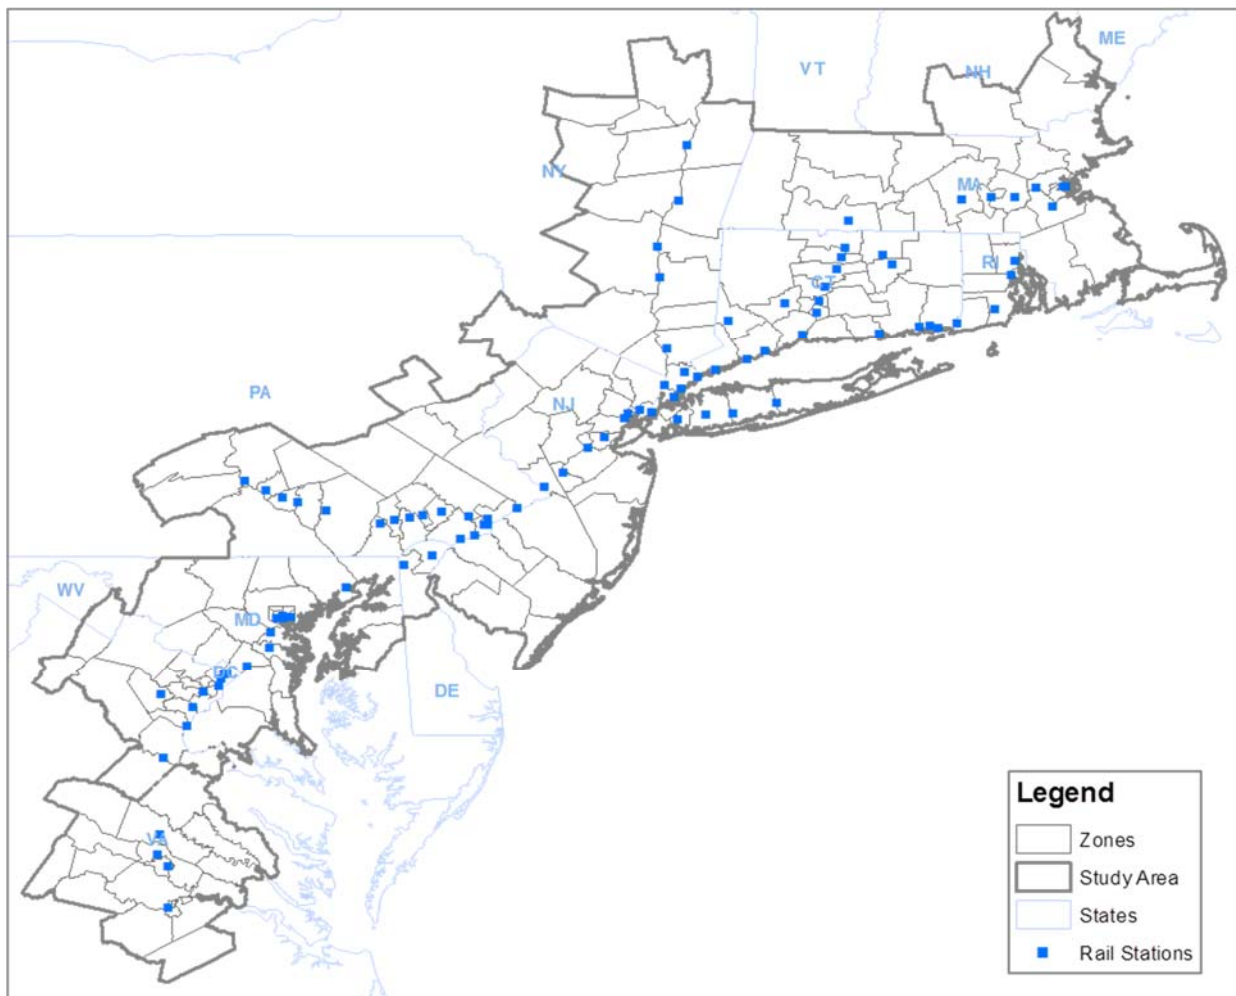 ME
VT
NH
NY
MA
RI
CT
PA
NJ
WV
MD
DC
DE
VA
Legend
Zones
Study Area
States
Rail Stations